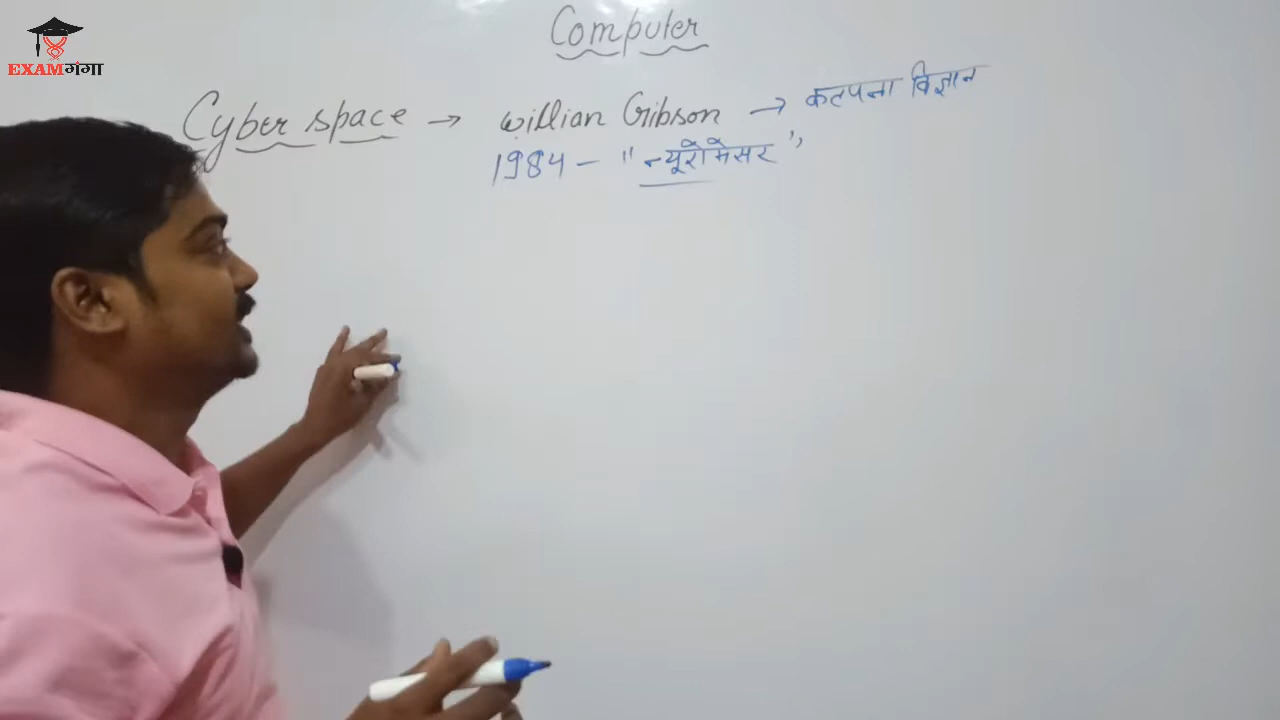 EXAMगंगा
Computer
Cyber space → Willian Gibson → कल्पना विज्ञान
1984 - "न्यूरोमेंसर"